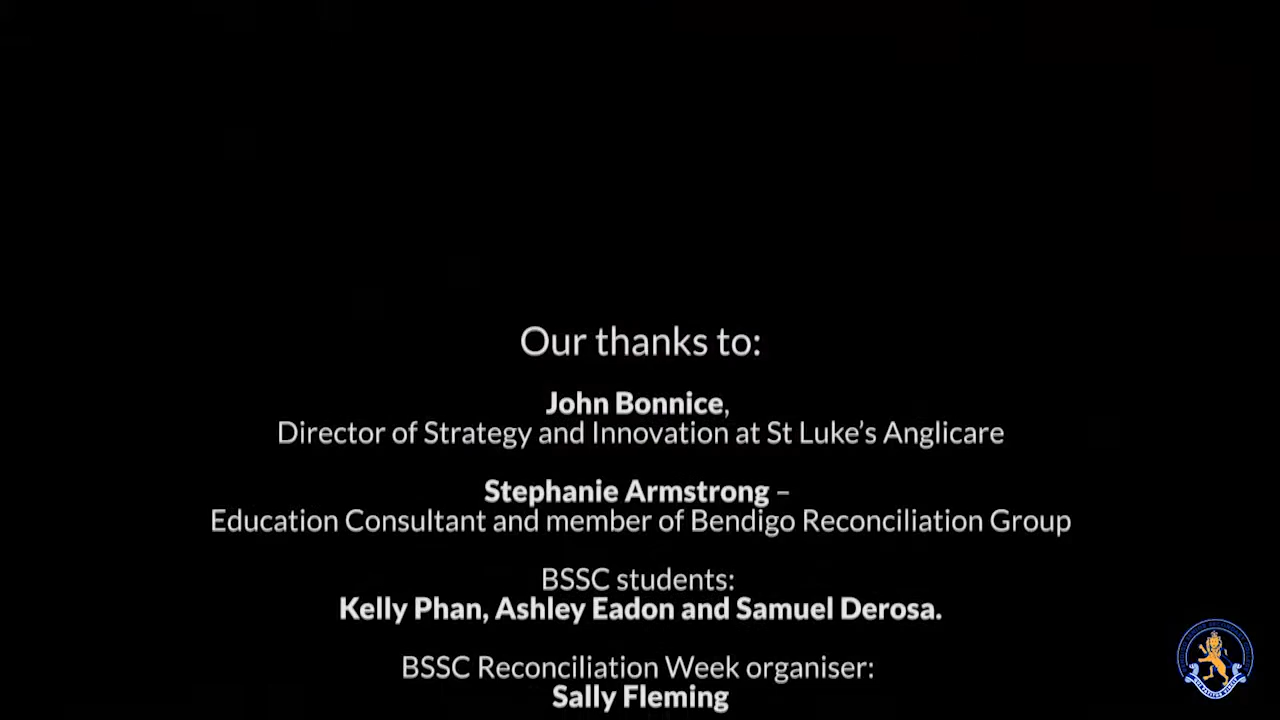 Our thanks to:
John Bonnice,
Director of Strategy and Innovation at St Luke's Anglicare
Stephanie Armstrong –
Education Consultant and member of Bendigo Reconciliation Group
BSSC students:
Kelly Phan, Ashley Eadon and Samuel Derosa.
BSSC Reconciliation Week organiser:
Sally Fleming